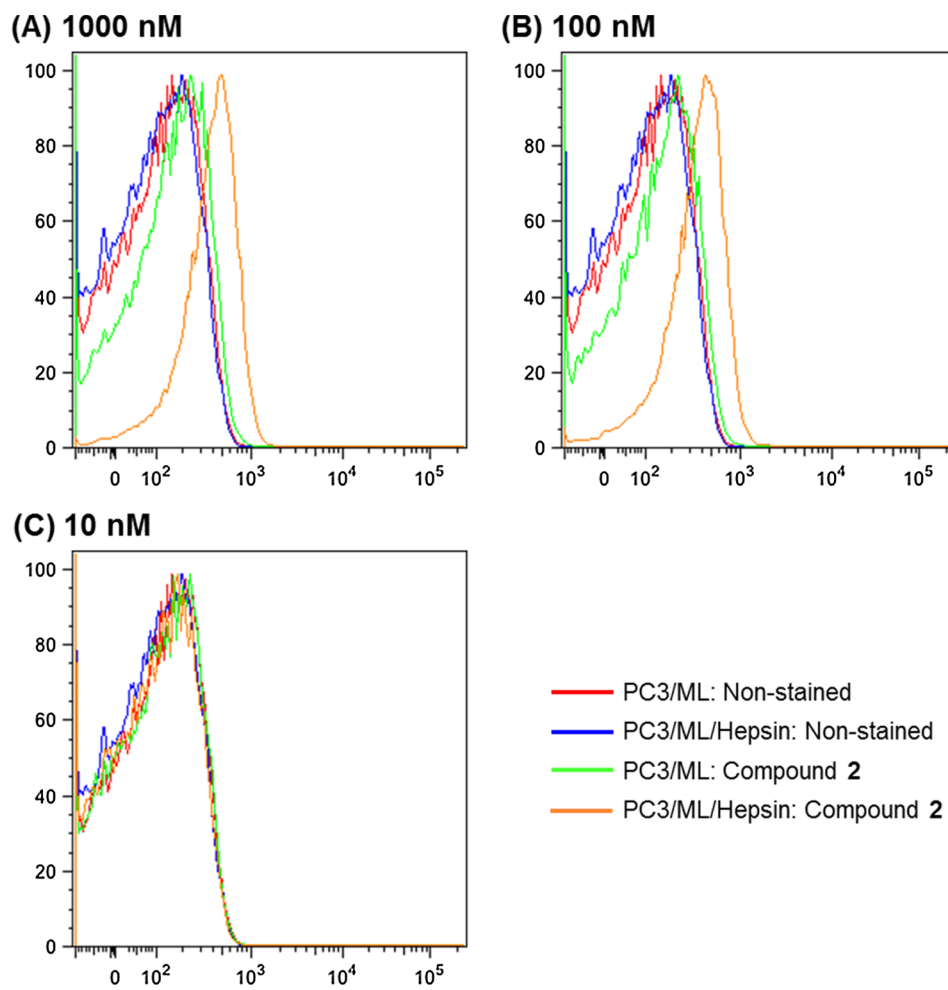 (A) 1000 nM
100
80
60
40
20
0
0 10² 10³ 10⁴ 10⁵
(B) 100 nM
100
80
60
40
20
0
0 10² 10³ 10⁴ 10⁵
(C) 10 nM
100
80
60
40
20
0
0 10² 10³ 10⁴ 10⁵
PC3/ML: Non-stained
PC3/ML/Hepsin: Non-stained
PC3/ML: Compound 2
PC3/ML/Hepsin: Compound 2